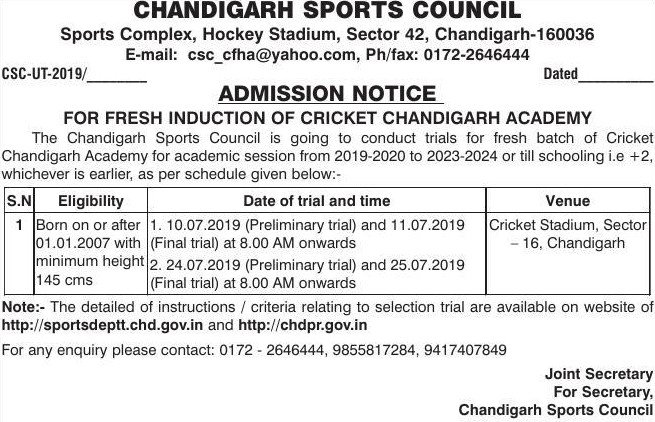 CHANDIGARH SPORTS COUNCIL
Sports Complex, Hockey Stadium, Sector 42, Chandigarh-160036
E-mail: csc_cfha@yahoo.com, Ph/fax: 0172-2646444
CSC-UT-2019/________ Dated__________
ADMISSION NOTICE
FOR FRESH INDUCTION OF CRICKET CHANDIGARH ACADEMY
The Chandigarh Sports Council is going to conduct trials for fresh batch of Cricket
Chandigarh Academy for academic session from 2019-2020 to 2023-2024 or till schooling i.e +2,
whichever is earlier, as per schedule given below:-
S.N Eligibility Date of trial and time Venue
1 Born on or after 1. 10.07.2019 (Preliminary trial) and 11.07.2019 Cricket Stadium, Sector
01.01.2007 with (Final trial) at 8.00 AM onwards – 16, Chandigarh
minimum height 2. 24.07.2019 (Preliminary trial) and 25.07.2019
145 cms (Final trial) at 8.00 AM onwards
Note:- The detailed of instructions / criteria relating to selection trial are available on website of
http://sportsdeptt.chd.gov.in and http://chdpr.gov.in
For any enquiry please contact: 0172 - 2646444, 9855817284, 9417407849
Joint Secretary
For Secretary,
Chandigarh Sports Council